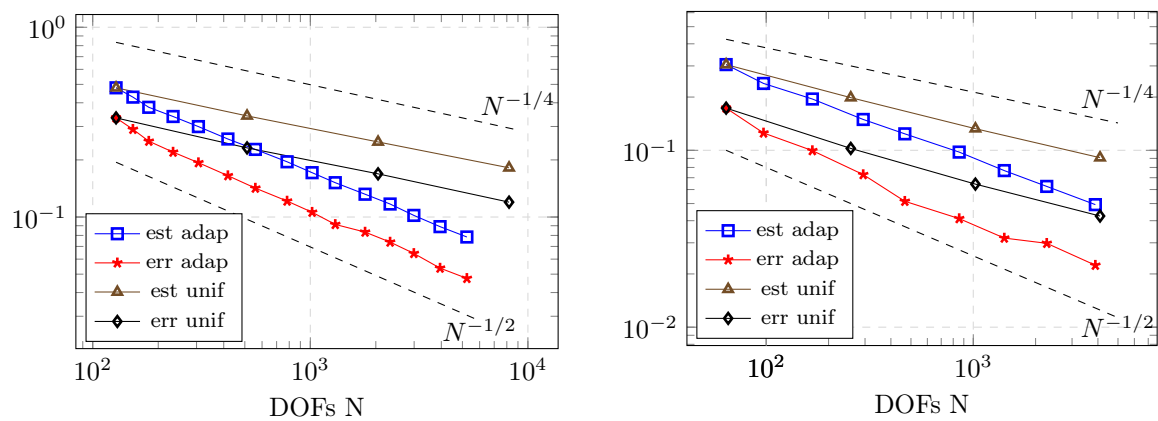 10^0
10^{-1}
N^{-1/4}
N^{-1/2}
est adap
err adap
est unif
err unif
10^2
10^3
10^4
DOFs N
10^{-1}
10^{-2}
N^{-1/4}
N^{-1/2}
est adap
err adap
est unif
err unif
10^2
10^3
DOFs N